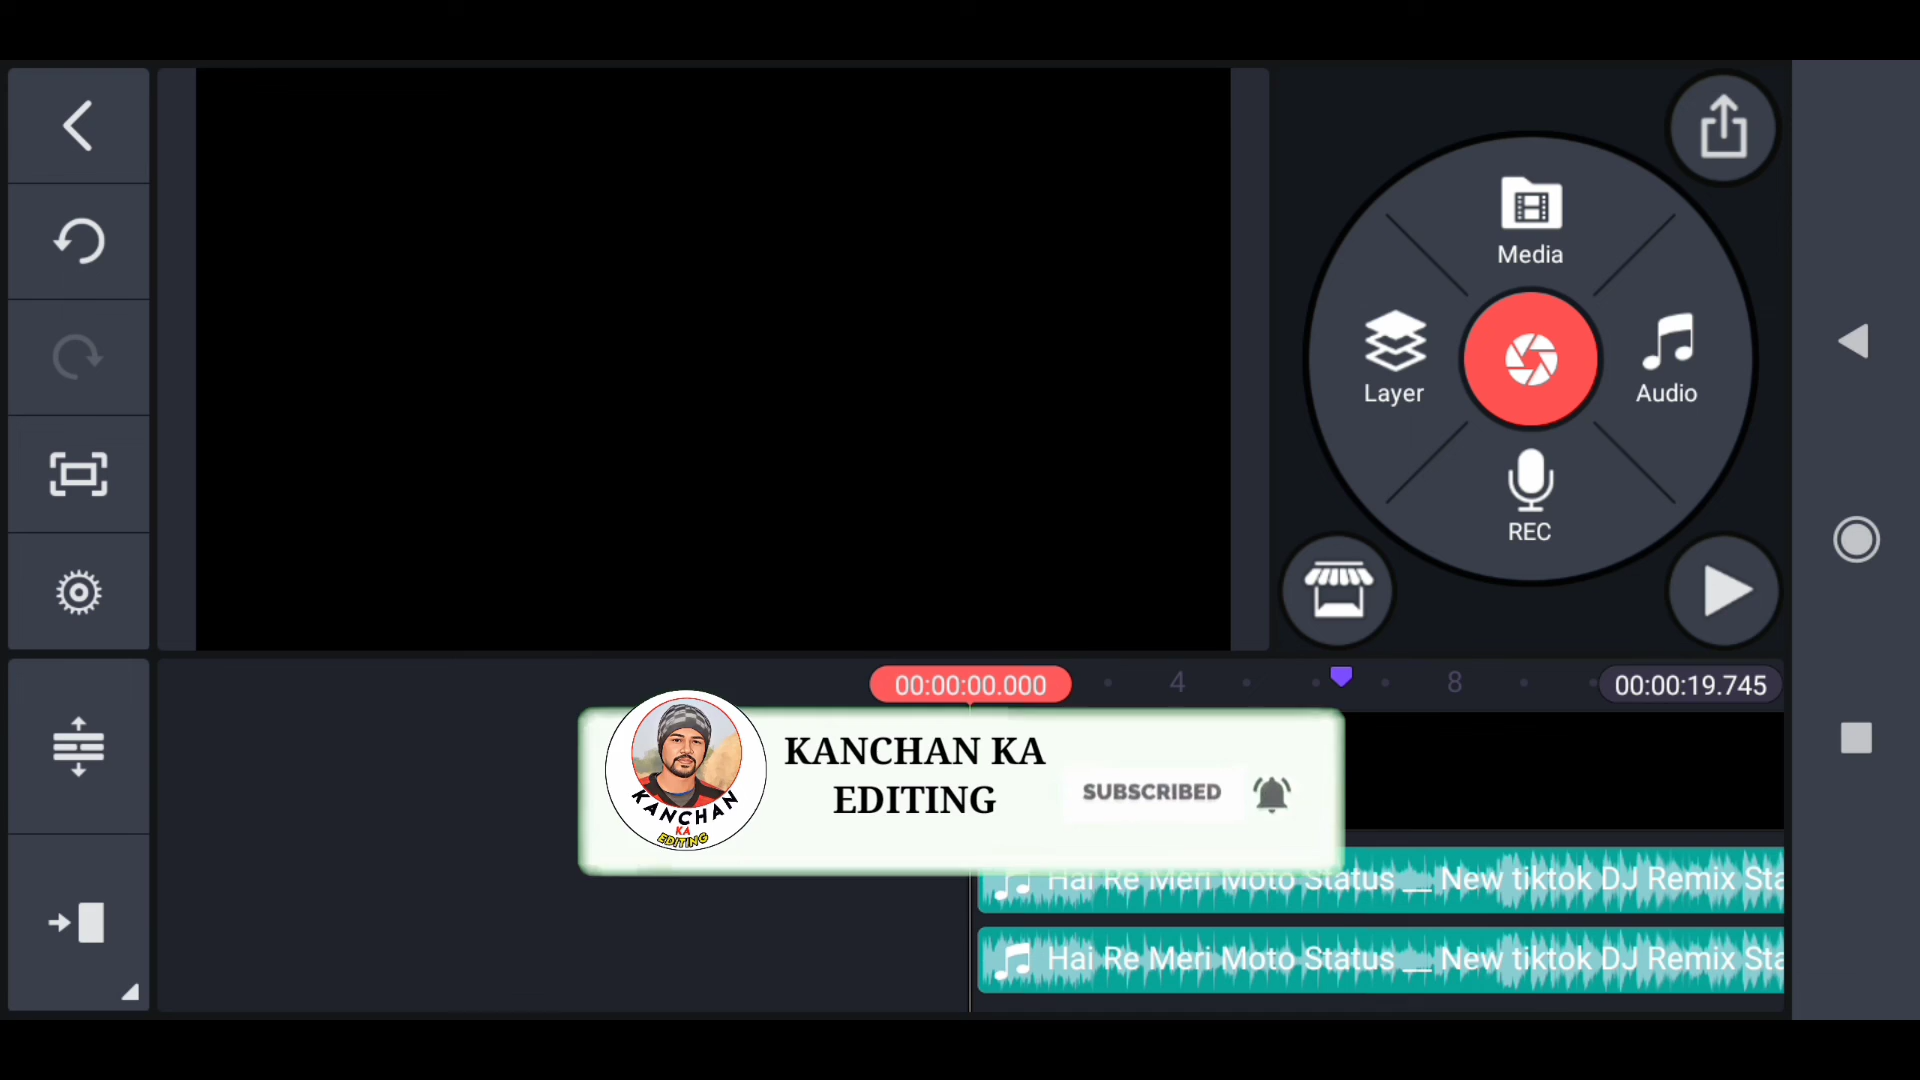 Media
Layer
Audio
REC
00:00:00.000
4
8
00:00:19.745
KANCHAN KA
EDITING
SUBSCRIBED
KANCHAN
KA
EDITING
Hai Re Meri Moto Status __ New tiktok DJ Remix Sta
Hai Re Meri Moto Status __ New tiktok DJ Remix Sta